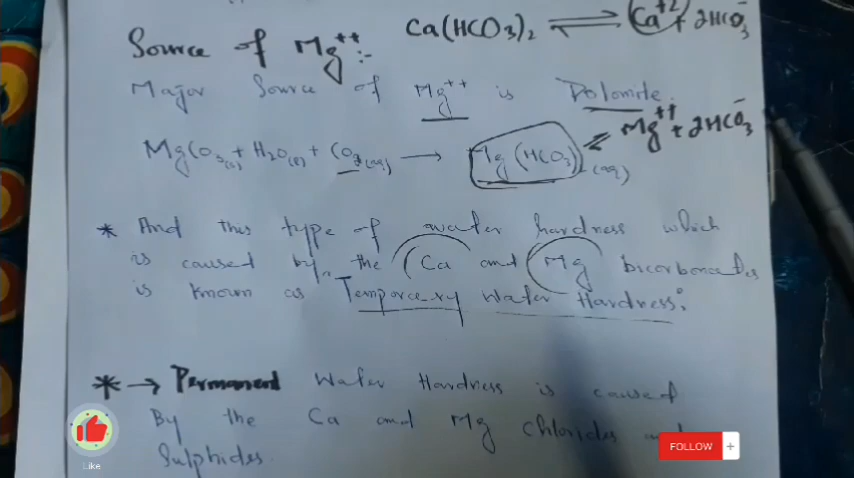 Ca(HCO3)2 ⇌ Ca+2 + 2HCO3-
Source of Mg++ :-
Major Source of Mg++ is Dolomite.
⇌ Mg++ + 2HCO3-
MgCO3(s) + H2O(l) + CO2(aq) → Mg(HCO3)2(aq)
* And this type of water hardness which
is caused by, the Ca and Mg bicorbonates
is known as Temporery Water Hardness.
* → Permanent Water Hardness is caused
By the Ca and Mg chlorides and
Sulphides.
Like
FOLLOW +